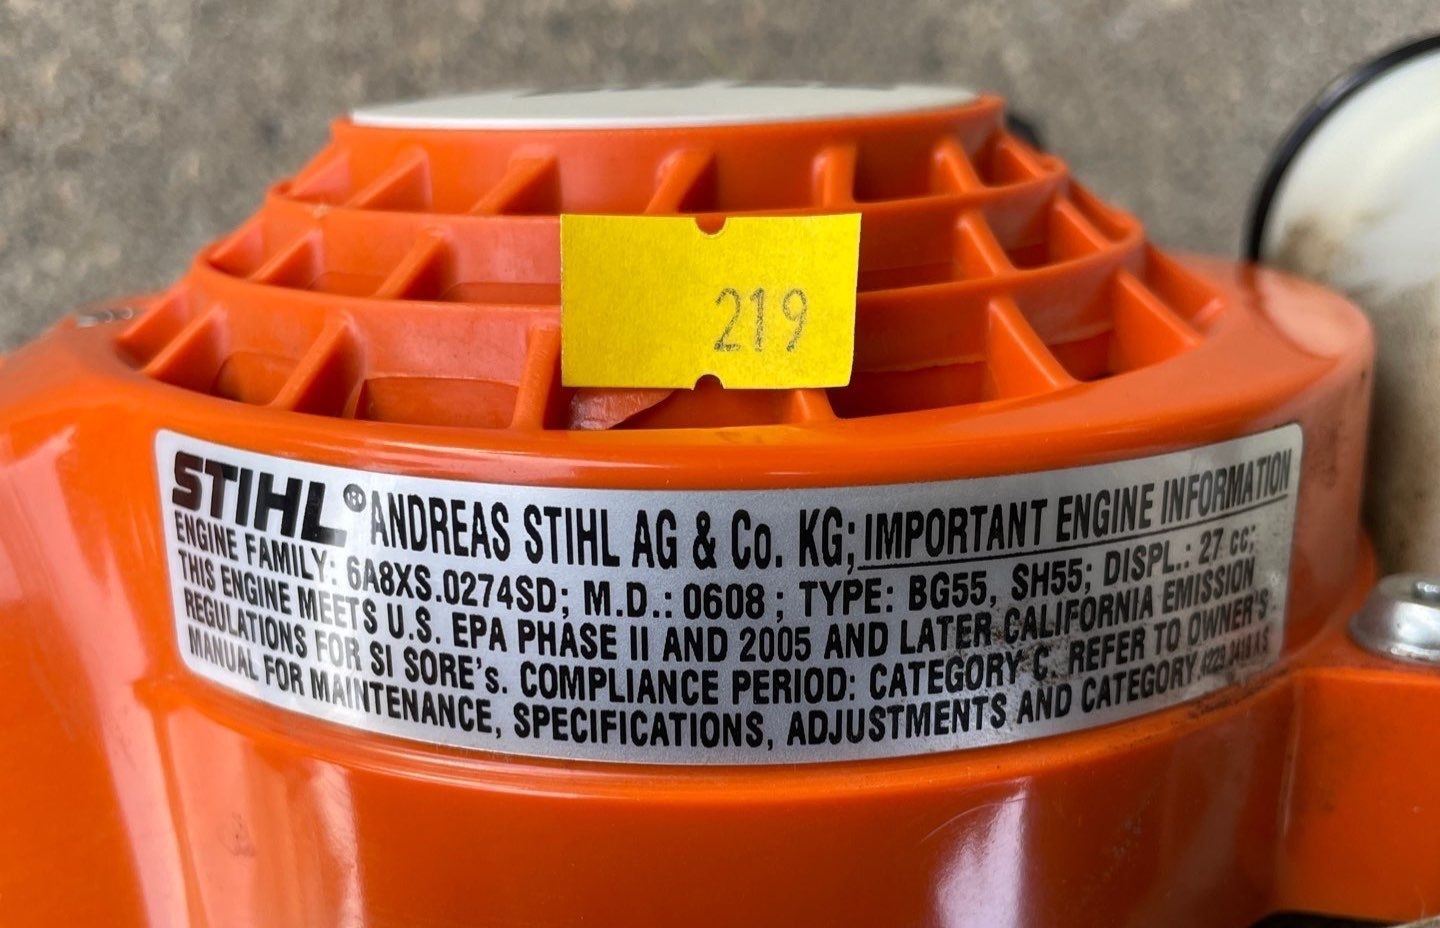 219
STIHL® ANDREAS STIHL AG & Co. KG; IMPORTANT ENGINE INFORMATION
ENGINE FAMILY: 6A8XS.0274SD; M.D.: 0608 ; TYPE: BG55, SH55; DISPL.: 27 cc;
THIS ENGINE MEETS U.S. EPA PHASE II AND 2005 AND LATER CALIFORNIA EMISSION
REGULATIONS FOR SI SORE's. COMPLIANCE PERIOD: CATEGORY C. REFER TO OWNER'S
MANUAL FOR MAINTENANCE, SPECIFICATIONS, ADJUSTMENTS AND CATEGORY.